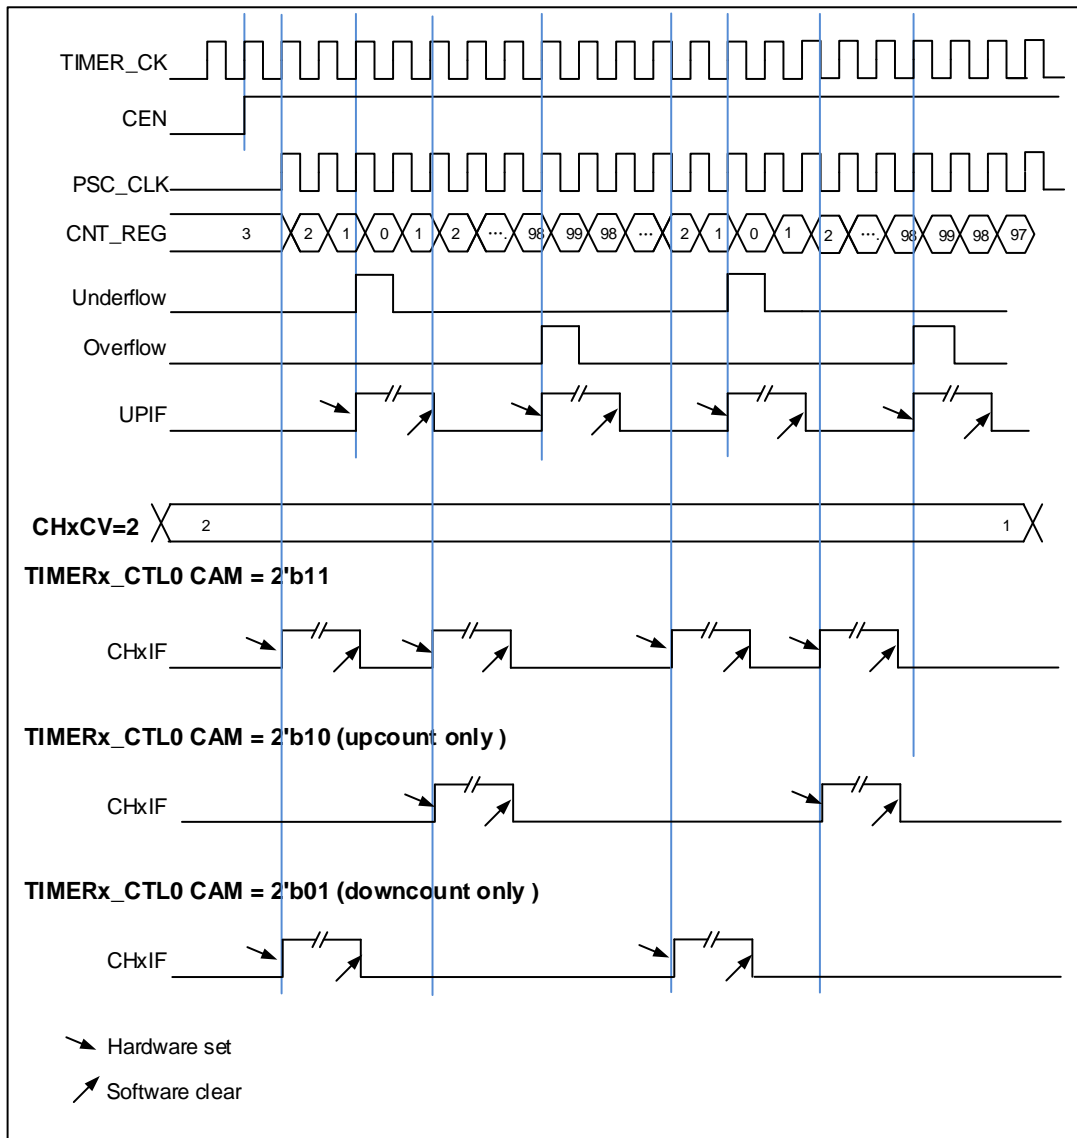 TIMER_CK
CEN
PSC_CLK
CNT_REG 3 2 1 0 1 2 …. 98 99 98 … 2 1 0 1 2 …. 98 99 98 97
Underflow
Overflow
UPIF
CHxCV=2 2 1
TIMERx_CTL0 CAM = 2'b11
CHxIF
TIMERx_CTL0 CAM = 2'b10 (upcount only )
CHxIF
TIMERx_CTL0 CAM = 2'b01 (downcount only )
CHxIF
Hardware set
Software clear